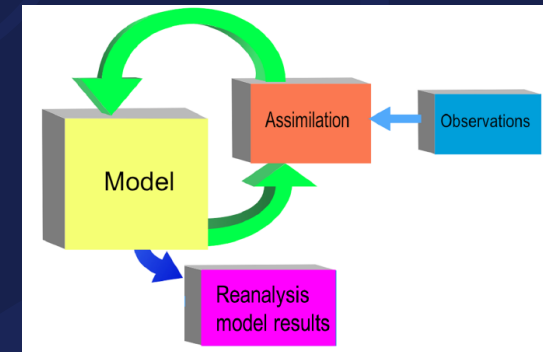 Assimilation
Observations
Model
Reanalysis
model results